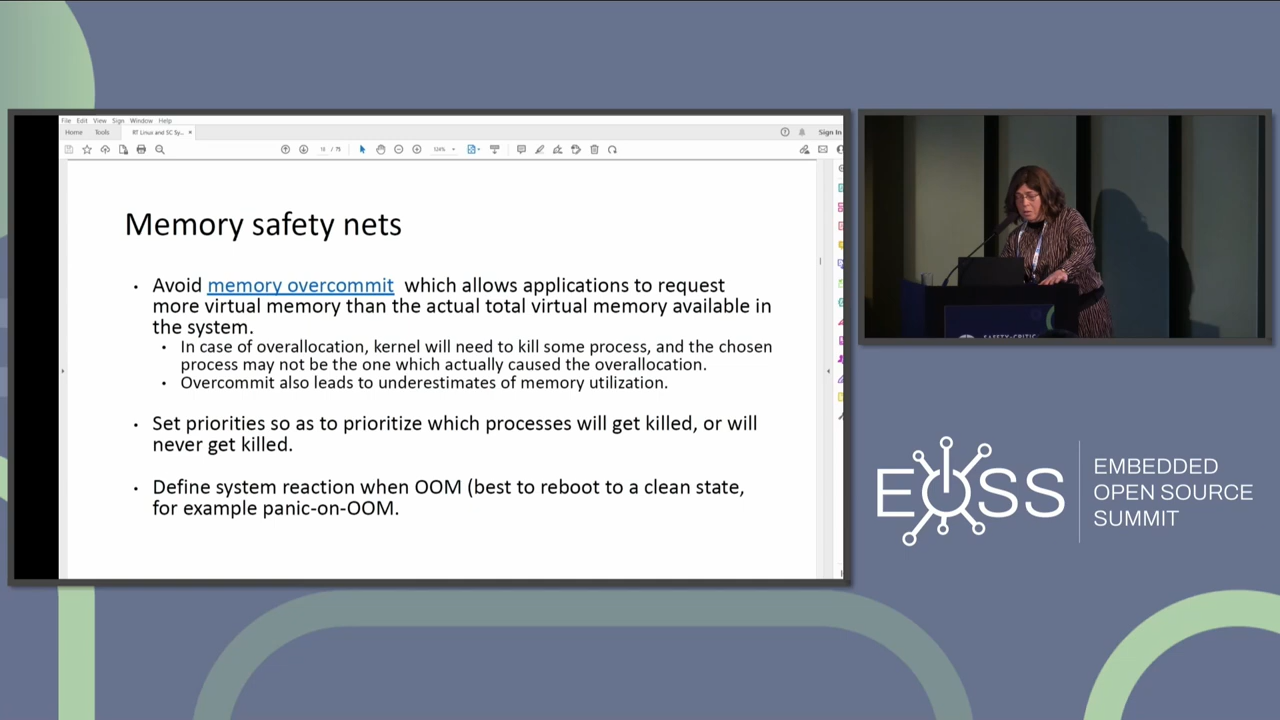 File Edit View Sign Window Help
Home Tools RT Linux and SC Sy... × Sign In
18 / 75 124%
Memory safety nets
• Avoid memory overcommit which allows applications to request
more virtual memory than the actual total virtual memory available in
the system.
• In case of overallocation, kernel will need to kill some process, and the chosen
process may not be the one which actually caused the overallocation.
• Overcommit also leads to underestimates of memory utilization.
• Set priorities so as to prioritize which processes will get killed, or will
never get killed.
• Define system reaction when OOM (best to reboot to a clean state,
for example panic-on-OOM.
EOSS
EMBEDDED
OPEN SOURCE
SUMMIT